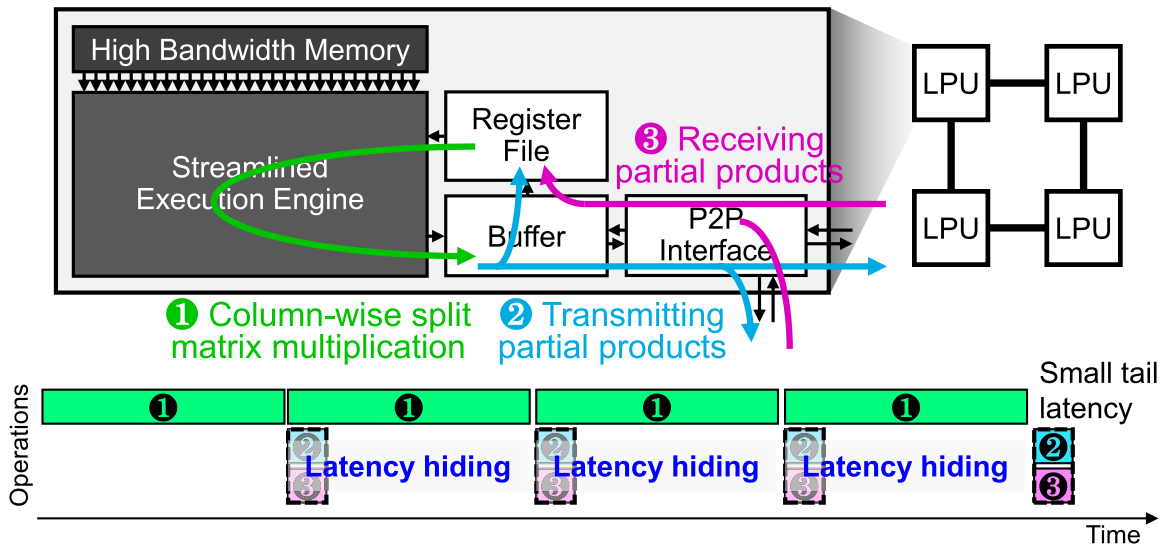 High Bandwidth Memory
Streamlined
Execution Engine
Register
File
Buffer
P2P
Interface
❸ Receiving
partial products
LPU
LPU
LPU
LPU
❶ Column-wise split
matrix multiplication
❷ Transmitting
partial products
Operations
❶
❶
❶
❶
❷
❸
Latency hiding
❷
❸
Latency hiding
❷
❸
Latency hiding
Small tail
latency
❷
❸
Time